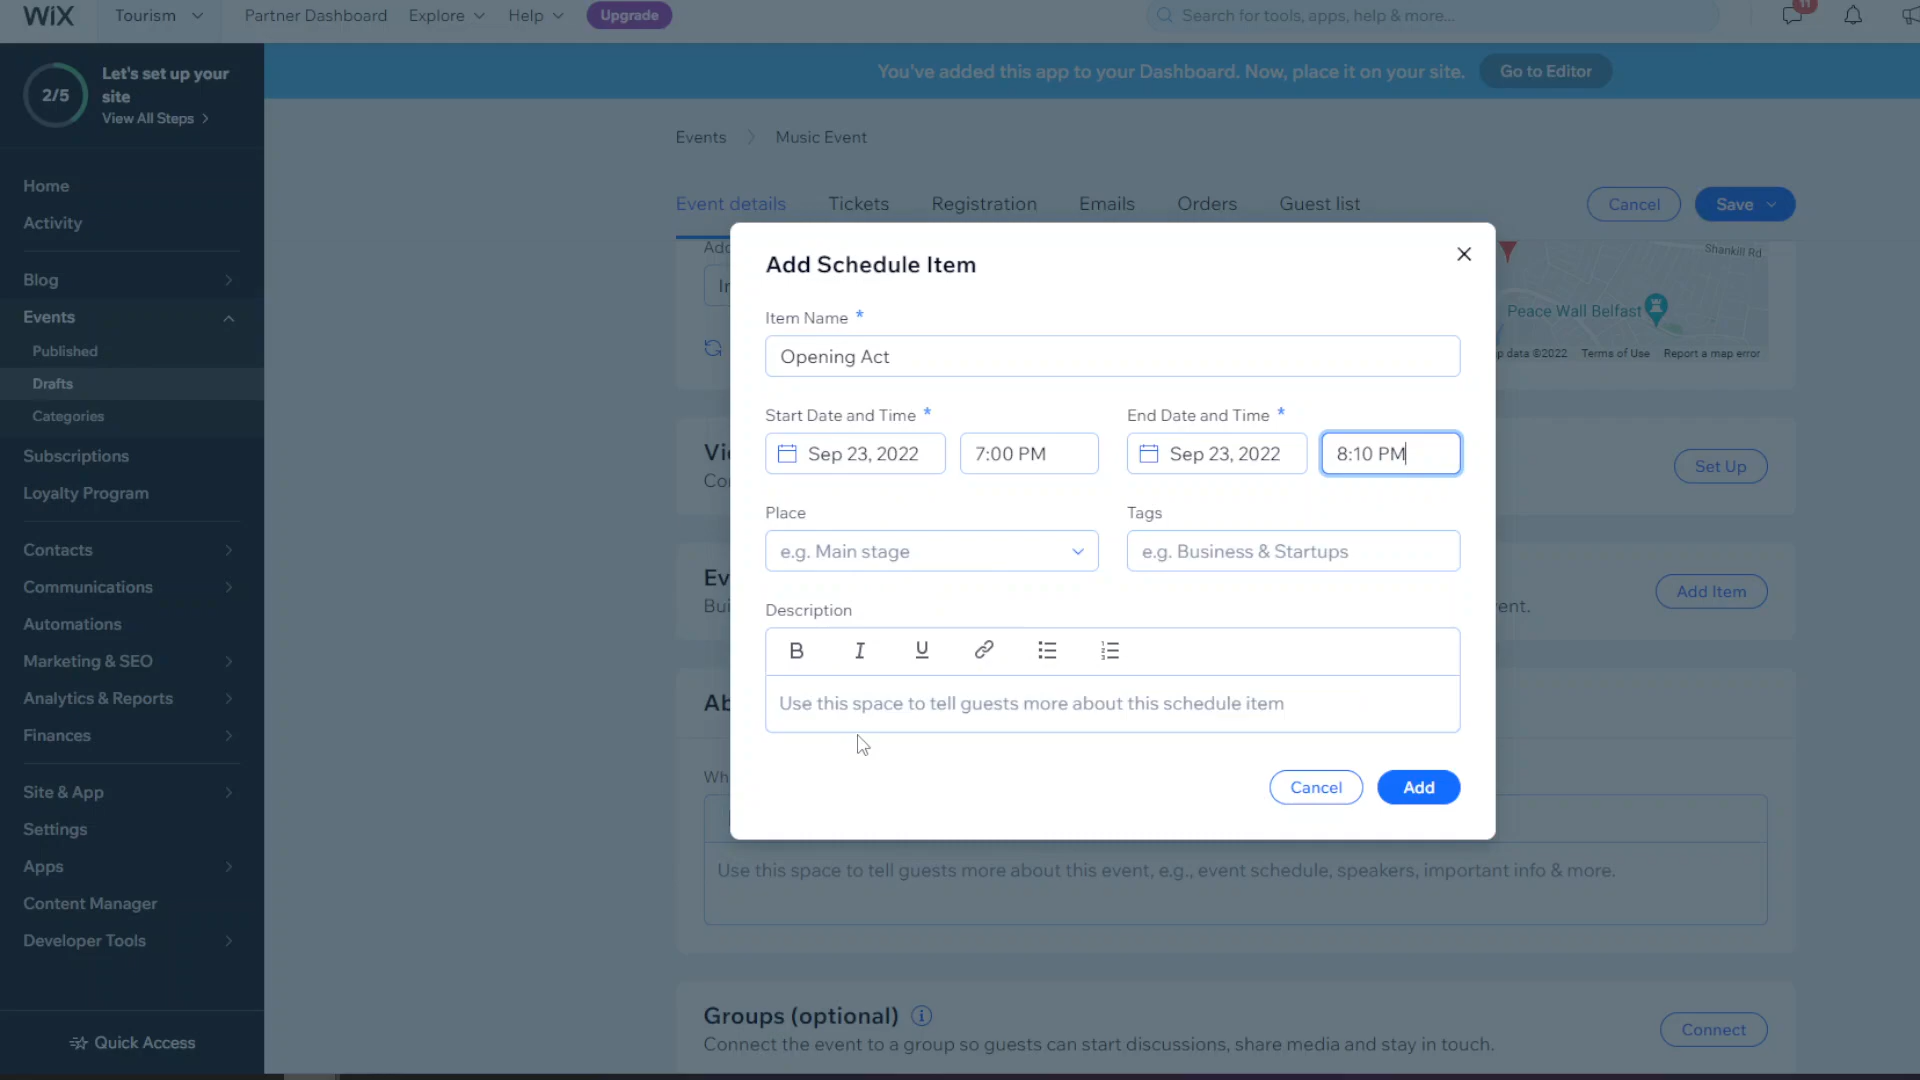 WiX Tourism Partner Dashboard Explore Help Upgrade Search for tools, apps, help & more... 11
Let's set up your
site
2/5
View All Steps
You've added this app to your Dashboard. Now, place it on your site. Go to Editor
Events Music Event
Home
Activity
Blog
Events
Published
Drafts
Categories
Subscriptions
Loyalty Program
Contacts
Communications
Automations
Marketing & SEO
Analytics & Reports
Finances
Site & App
Settings
Apps
Content Manager
Developer Tools
Quick Access
Event details Tickets Registration Emails Orders Guest list Cancel Save
Shankill Rd
Peace Wall Belfast
p data ©2022 Terms of Use Report a map error
Add Schedule Item
Item Name *
Opening Act
Start Date and Time * End Date and Time *
Sep 23, 2022 7:00 PM Sep 23, 2022 8:10 PM
Place Tags
e.g. Main stage e.g. Business & Startups
Description
B I U
Use this space to tell guests more about this schedule item
Cancel Add
Set Up
Add Item
Use this space to tell guests more about this event, e.g., event schedule, speakers, important info & more.
Groups (optional)
Connect the event to a group so guests can start discussions, share media and stay in touch.
Connect